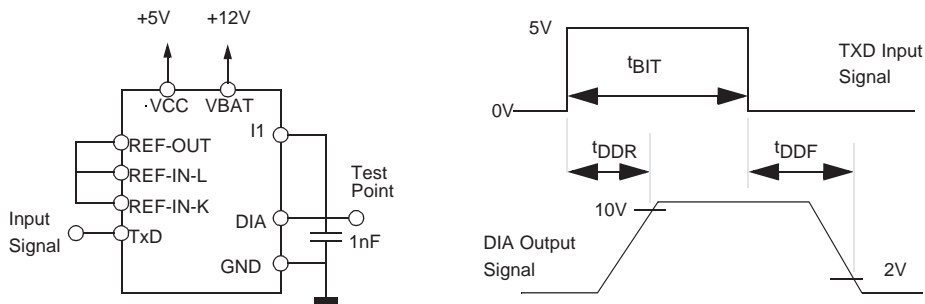 +5V
+12V
VCC
VBAT
I1
REF-OUT
REF-IN-L
REF-IN-K
Input
Signal
TxD
DIA
GND
Test
Point
1nF
5V
0V
tBIT
TXD Input
Signal
tDDR
tDDF
10V
DIA Output
Signal
2V